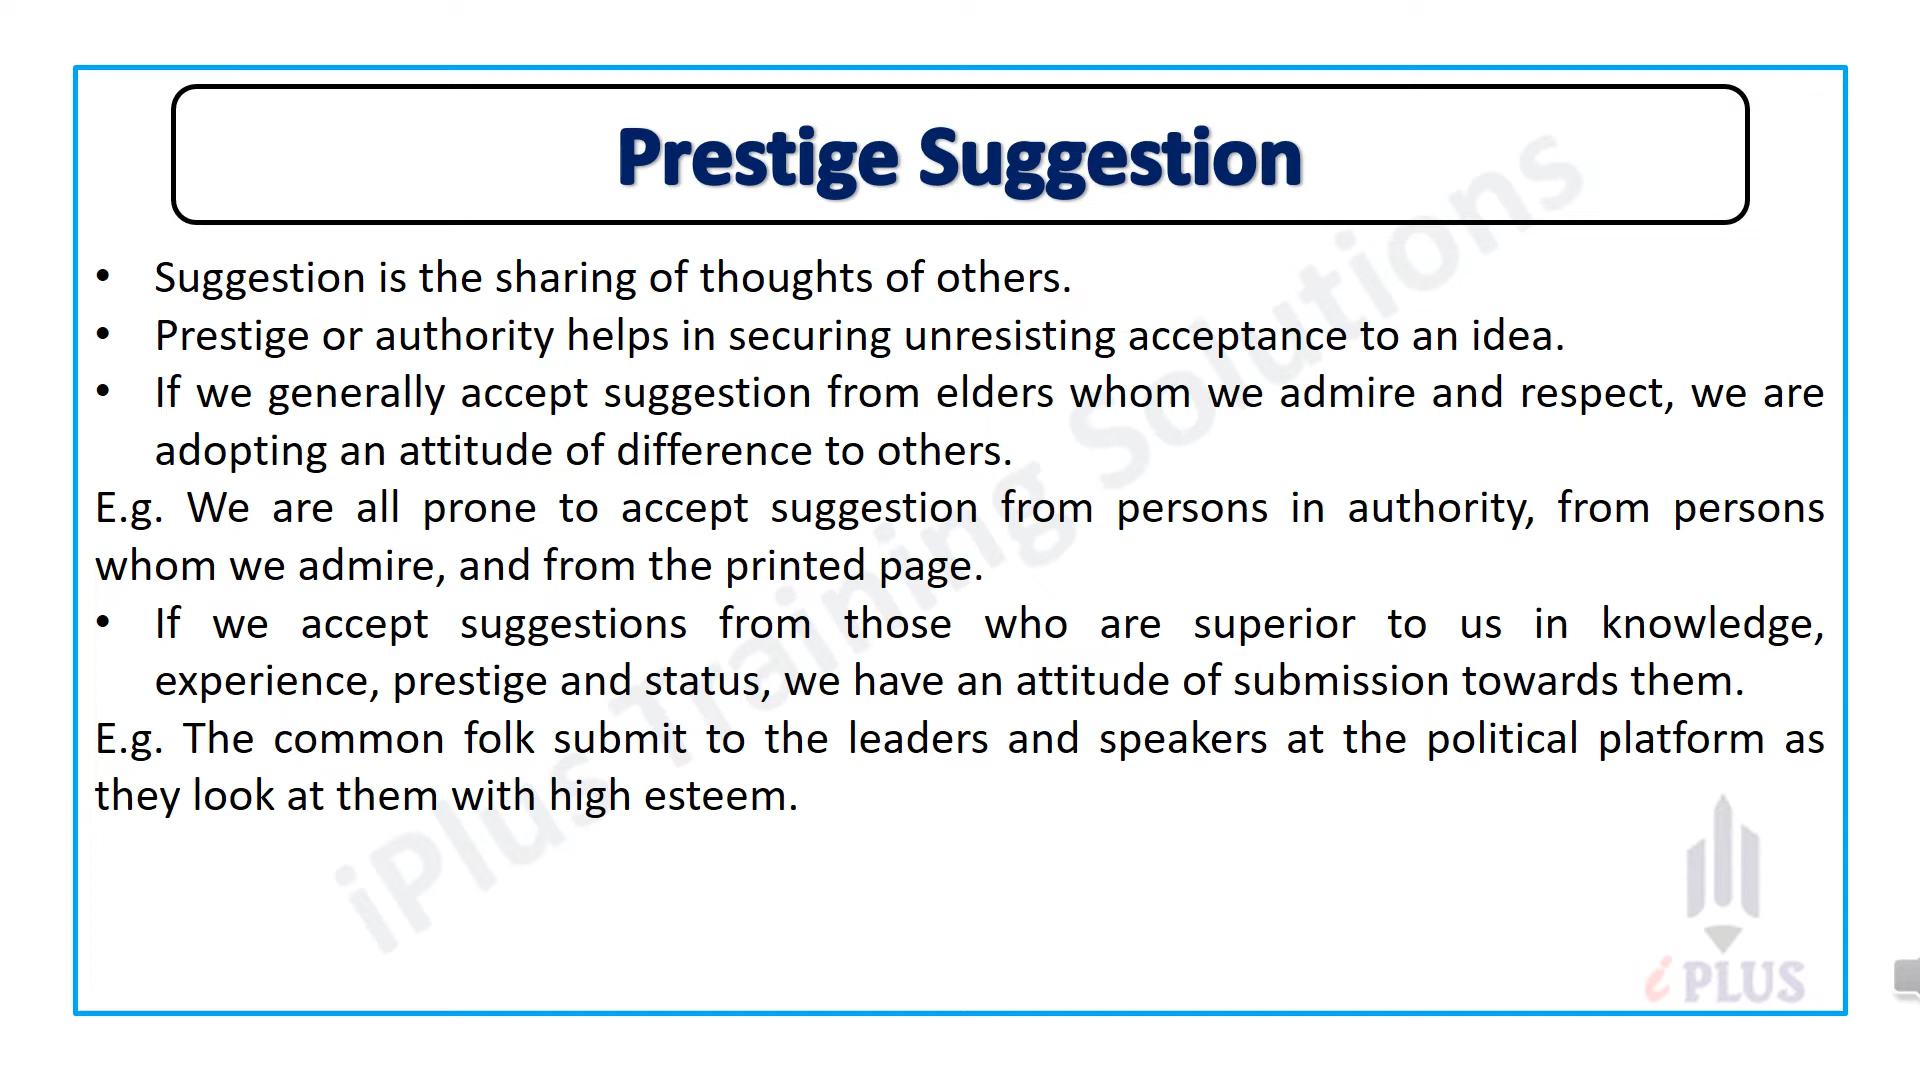 Prestige Suggestion
• Suggestion is the sharing of thoughts of others.
• Prestige or authority helps in securing unresisting acceptance to an idea.
• If we generally accept suggestion from elders whom we admire and respect, we are
adopting an attitude of difference to others.
E.g. We are all prone to accept suggestion from persons in authority, from persons
whom we admire, and from the printed page.
• If we accept suggestions from those who are superior to us in knowledge,
experience, prestige and status, we have an attitude of submission towards them.
E.g. The common folk submit to the leaders and speakers at the political platform as
they look at them with high esteem.
iPlus Training Solutions
i PLUS